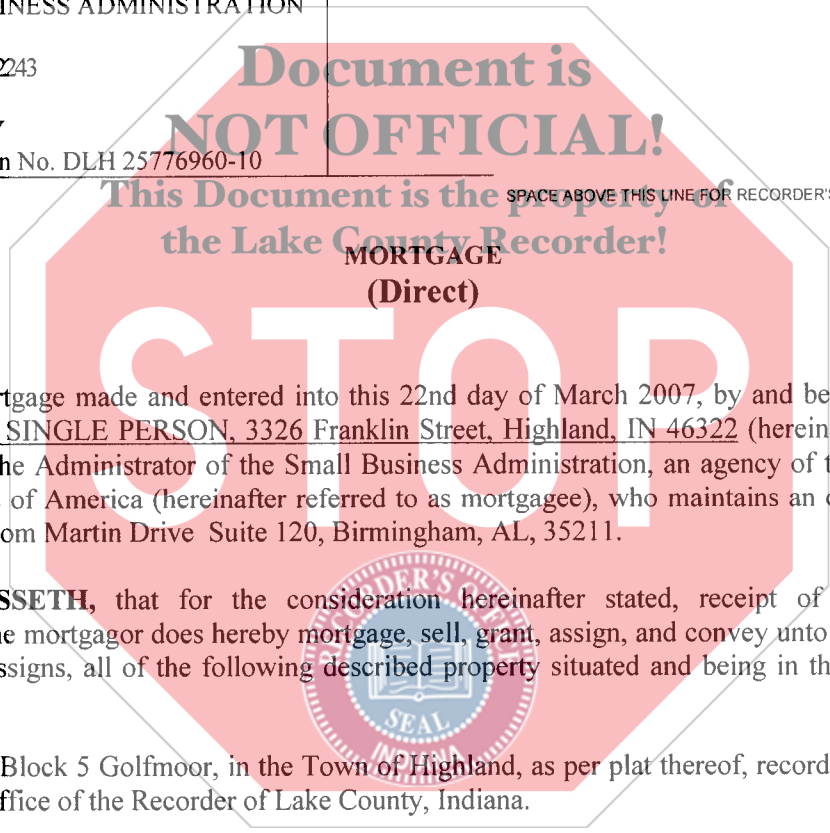 INESS ADMINISTRATION
2243
n No. DLH 25776960-10
Document is
NOT OFFICIAL!
This Document is the property of
the Lake County Recorder!
SPACE ABOVE THIS LINE FOR RECORDER'S
MORTGAGE
(Direct)
STOP
rtgage made and entered into this 22nd day of March 2007, by and be
SINGLE PERSON, 3326 Franklin Street, Highland, IN 46322 (herein
he Administrator of the Small Business Administration, an agency of t
of America (hereinafter referred to as mortgagee), who maintains an
om Martin Drive Suite 120, Birmingham, AL, 35211.
SSETH, that for the consideration hereinafter stated, receipt of
e mortgagor does hereby mortgage, sell, grant, assign, and convey unto
ssigns, all of the following described property situated and being in th
RECORDER'S OFFICE
SEAL
INDIANA
Block 5 Golfmoor, in the Town of Highland, as per plat thereof, record
ffice of the Recorder of Lake County, Indiana.